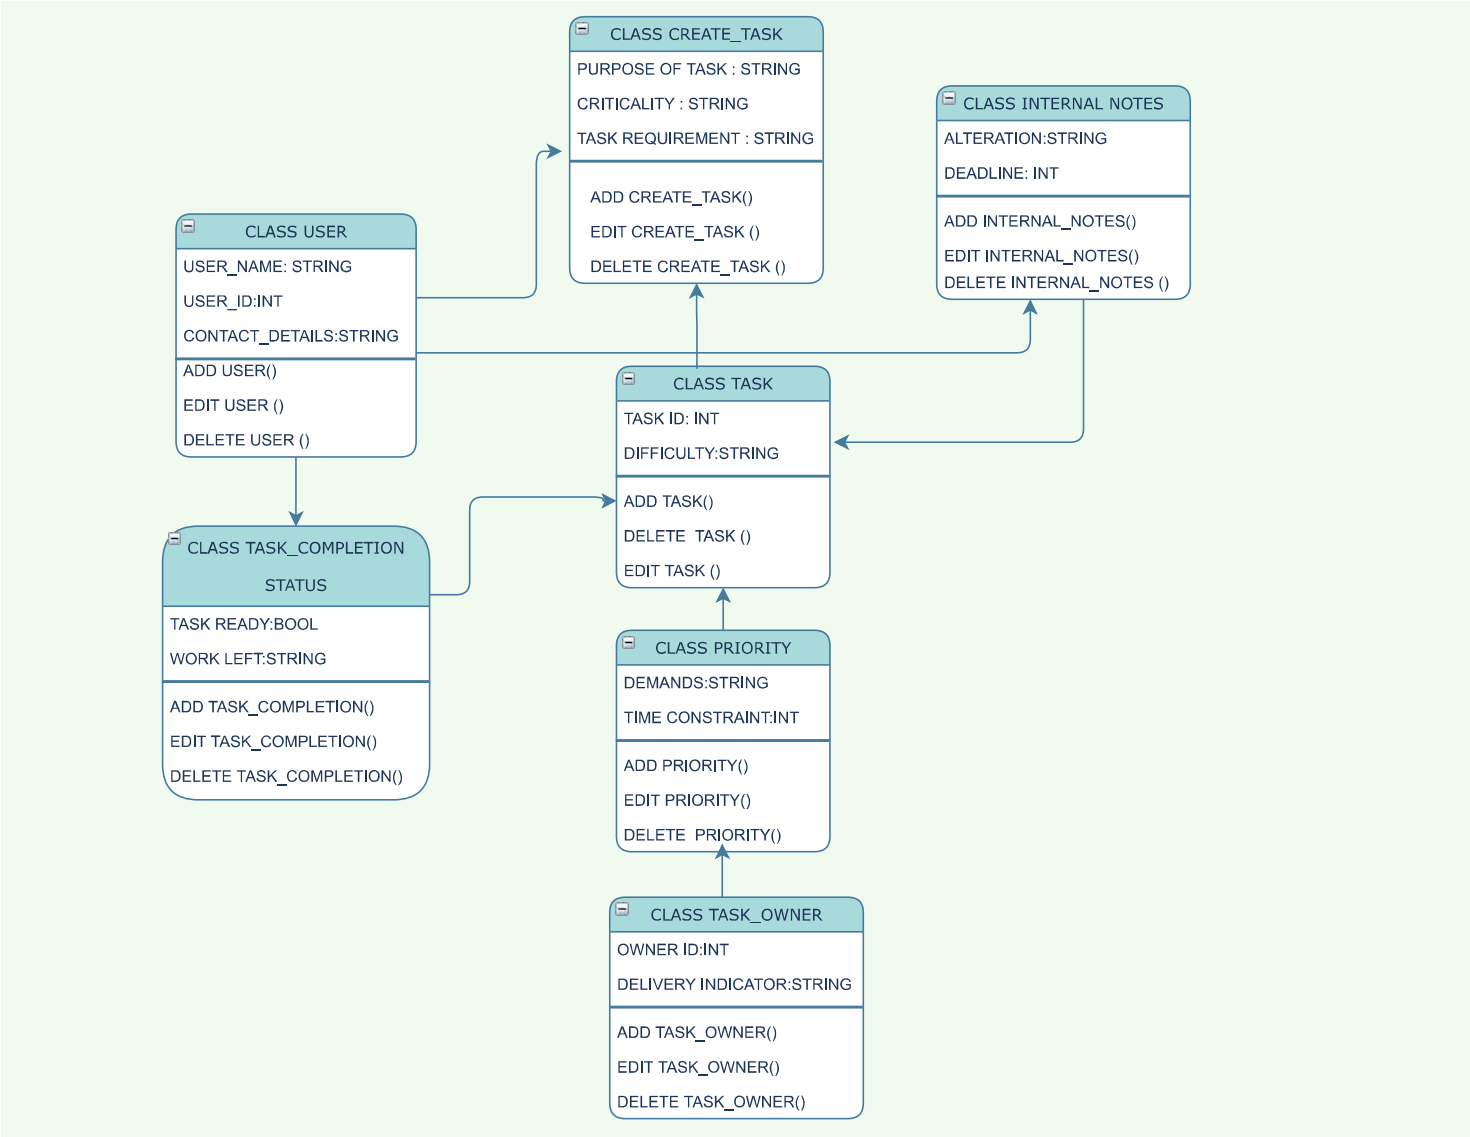 CLASS CREATE_TASK
PURPOSE OF TASK : STRING
CRITICALITY : STRING
TASK REQUIREMENT : STRING
ADD CREATE_TASK()
EDIT CREATE_TASK ()
DELETE CREATE_TASK ()
CLASS INTERNAL NOTES
ALTERATION:STRING
DEADLINE: INT
ADD INTERNAL_NOTES()
EDIT INTERNAL_NOTES()
DELETE INTERNAL_NOTES ()
CLASS USER
USER_NAME: STRING
USER_ID:INT
CONTACT_DETAILS:STRING
ADD USER()
EDIT USER ()
DELETE USER ()
CLASS TASK
TASK ID: INT
DIFFICULTY:STRING
ADD TASK()
DELETE  TASK ()
EDIT TASK ()
CLASS TASK_COMPLETION
STATUS
TASK READY:BOOL
WORK LEFT:STRING
ADD TASK_COMPLETION()
EDIT TASK_COMPLETION()
DELETE TASK_COMPLETION()
CLASS PRIORITY
DEMANDS:STRING
TIME CONSTRAINT:INT
ADD PRIORITY()
EDIT PRIORITY()
DELETE  PRIORITY()
CLASS TASK_OWNER
OWNER ID:INT
DELIVERY INDICATOR:STRING
ADD TASK_OWNER()
EDIT TASK_OWNER()
DELETE TASK_OWNER()